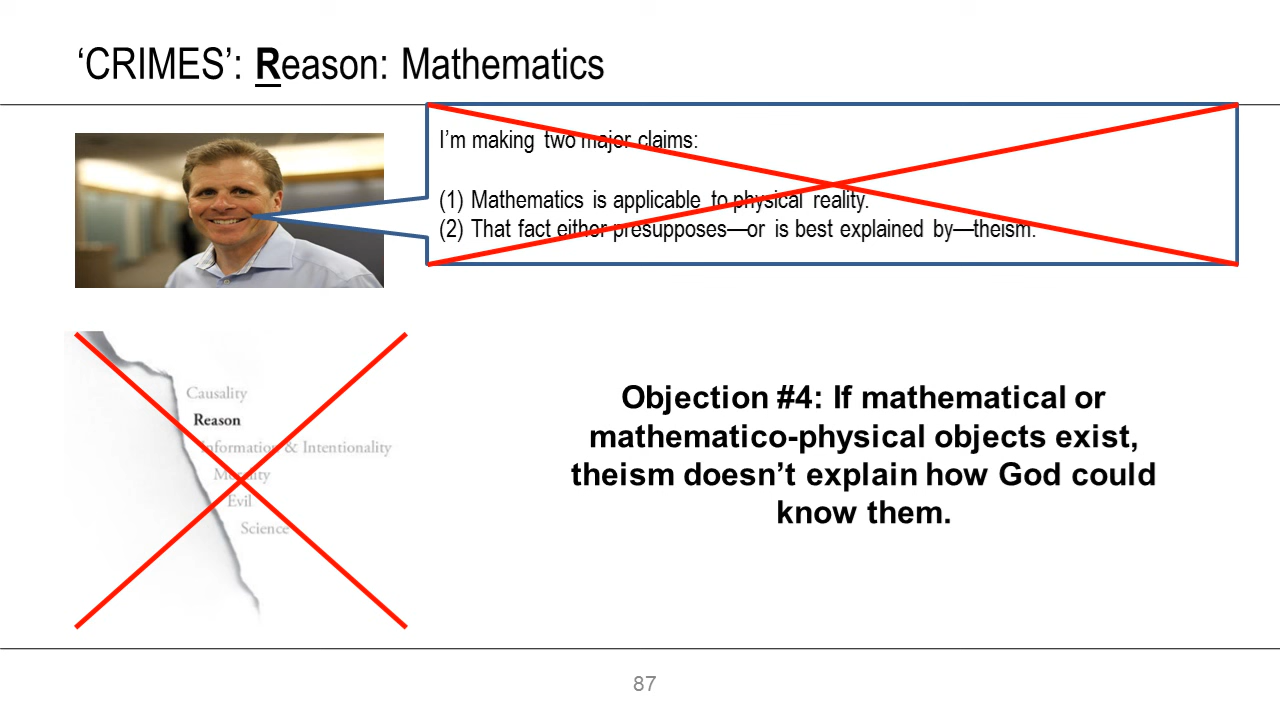 ‘CRIMES’: Reason: Mathematics
I’m making two major claims:
(1) Mathematics is applicable to physical reality.
(2) That fact either presupposes—or is best explained by—theism.
Causality
Reason
Information & Intentionality
Morality
Evil
Science
Objection #4: If mathematical or
mathematico-physical objects exist,
theism doesn’t explain how God could
know them.
87